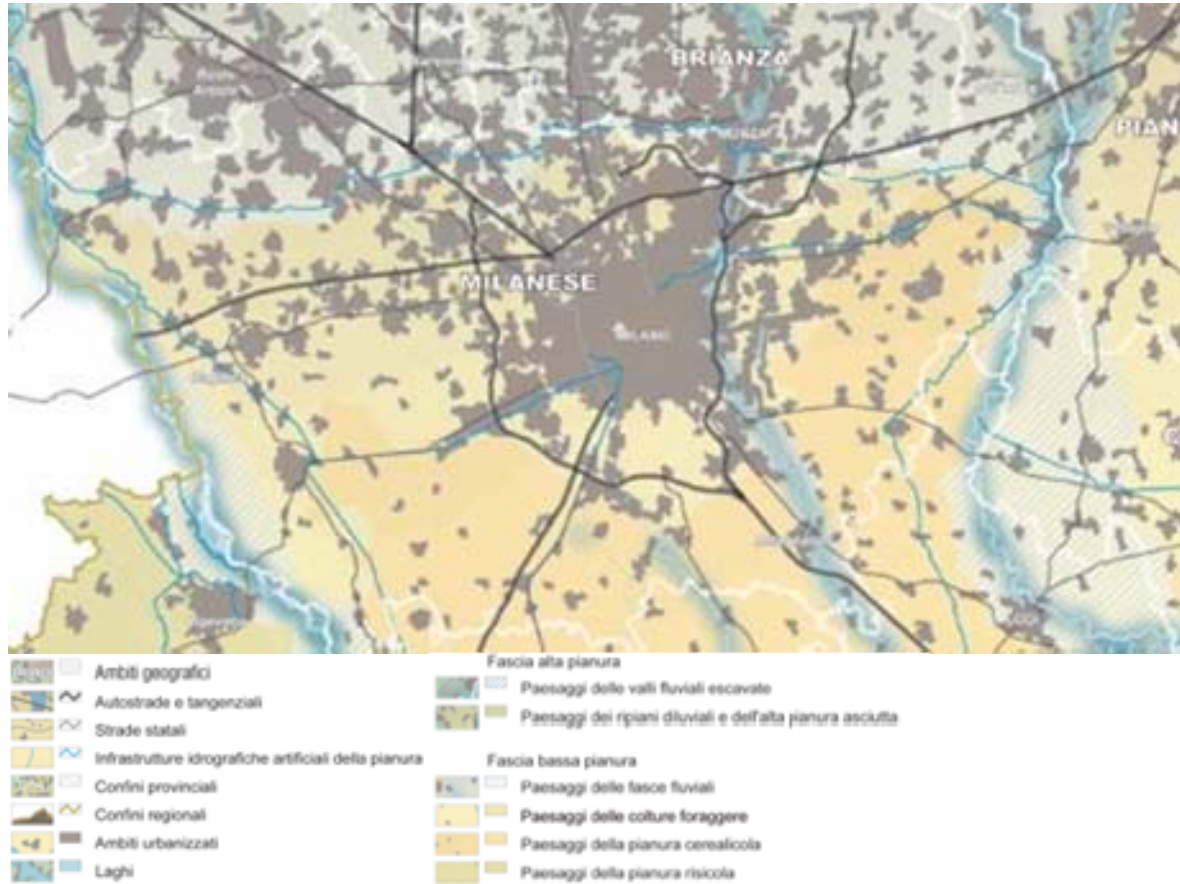 BRIANZA
MONZA
PIAN
MILANESE
MILANO
LODI
Ambiti geografici
Autostrade e tangenziali
Strade statali
Infrastrutture idrografiche artificiali della pianura
Confini provinciali
Confini regionali
Ambiti urbanizzati
Laghi
Fascia alta pianura
Paesaggi delle valli fluviali escavate
Paesaggi dei ripiani diluviali e dell'alta pianura asciutta
Fascia bassa pianura
Paesaggi delle fasce fluviali
Paesaggi delle colture foraggere
Paesaggi della pianura cerealicola
Paesaggi della pianura risicola